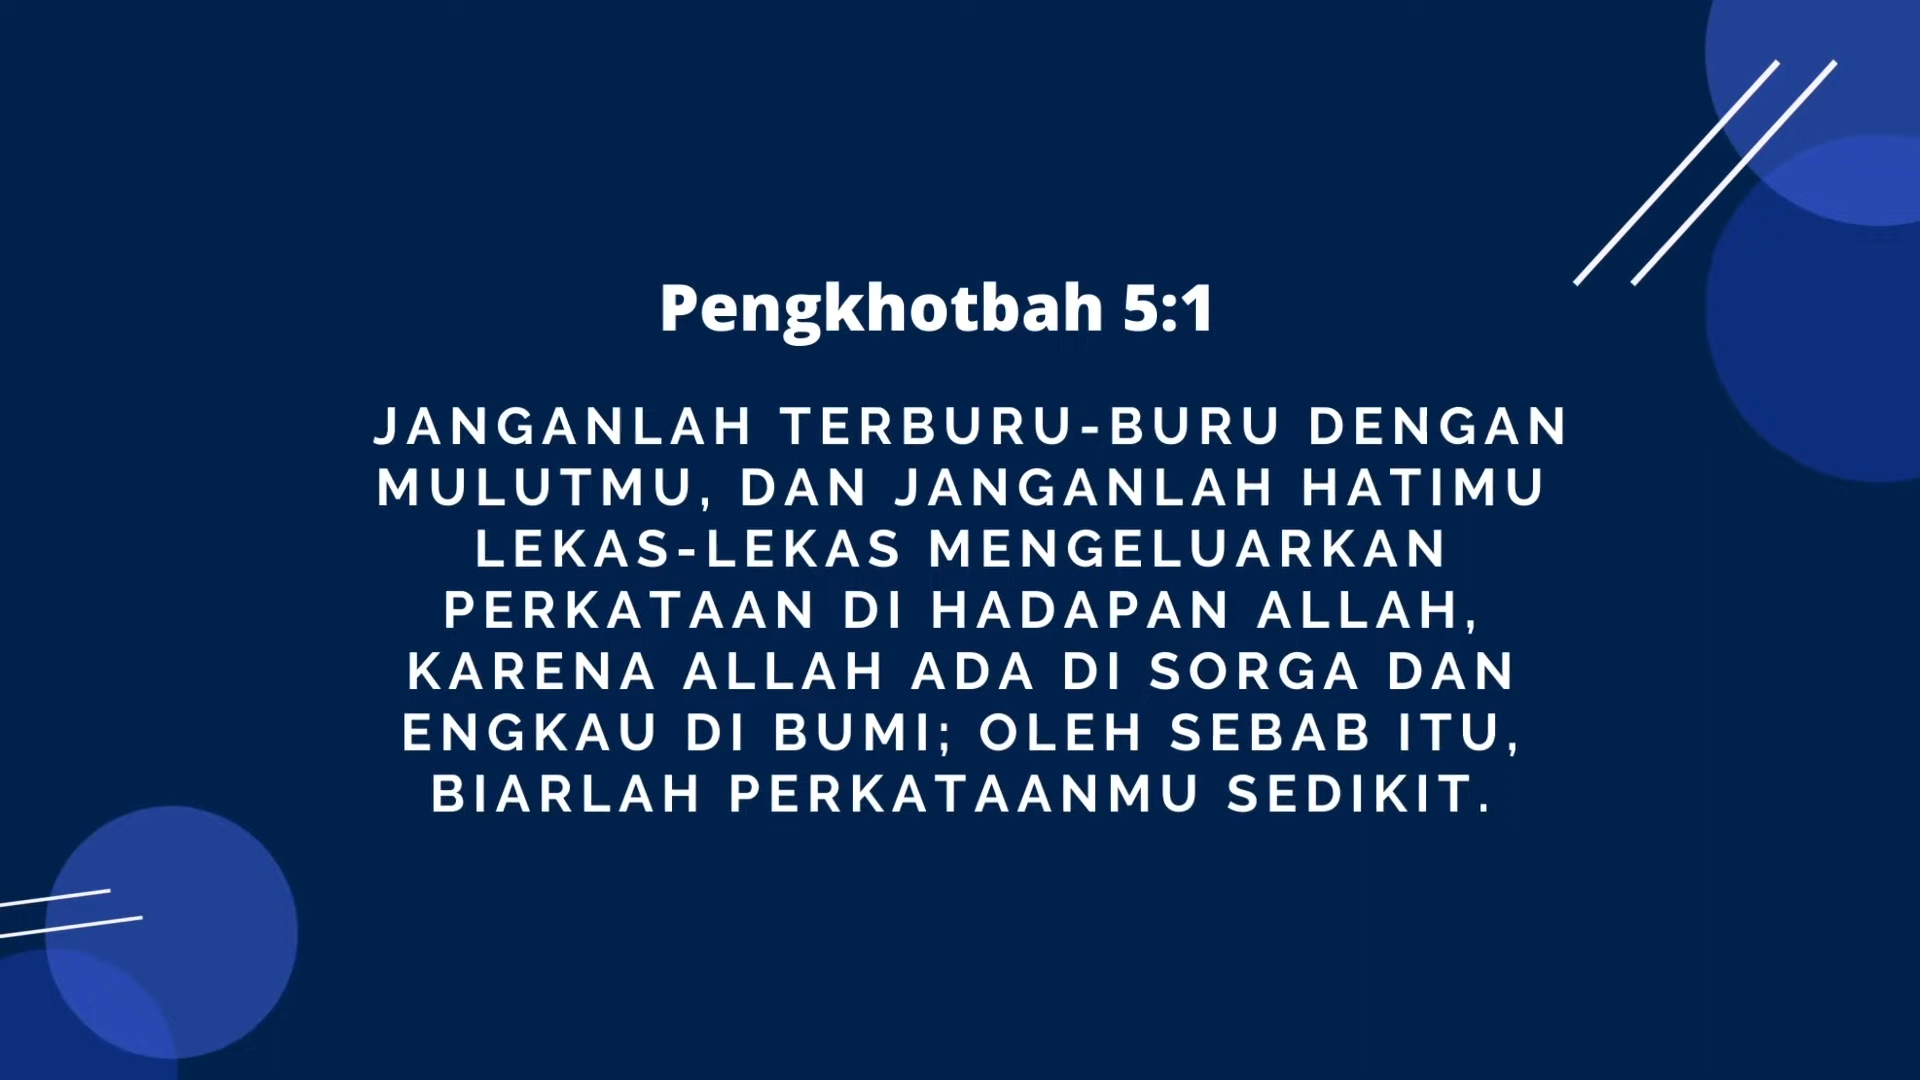 Pengkhotbah 5:1
JANGANLAH TERBURU-BURU DENGAN
MULUTMU, DAN JANGANLAH HATIMU
LEKAS-LEKAS MENGELUARKAN
PERKATAAN DI HADAPAN ALLAH,
KARENA ALLAH ADA DI SORGA DAN
ENGKAU DI BUMI; OLEH SEBAB ITU,
BIARLAH PERKATAANMU SEDIKIT.